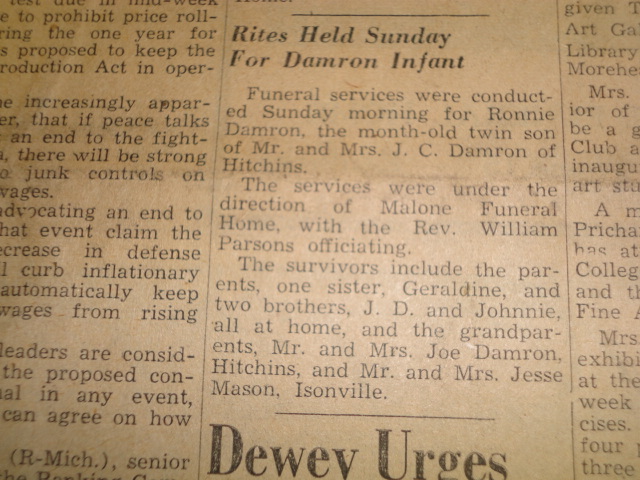 test due in mid-week
e to prohibit price roll-
ring the one year for
s proposed to keep the
roduction Act in oper-
e increasingly appar-
er, that if peace talks
an end to the fight-
a, there will be strong
o junk controls on
wages.
advocating an end to
hat event claim the
ecrease in defense
l curb inflationary
automatically keep
wages from rising
leaders are consid-
the proposed con-
al in any event,
can agree on how
(R-Mich.), senior
Rites Held Sunday
For Damron Infant
Funeral services were conduct-
ed Sunday morning for Ronnie
Damron, the month-old twin son
of Mr. and Mrs. J. C. Damron of
Hitchins.
The services were under the
direction of Malone Funeral
Home, with the Rev. William
Parsons officiating.
The survivors include the par-
ents, one sister, Geraldine, and
two brothers, J. D. and Johnnie,
all at home, and the grandpar-
ents, Mr. and Mrs. Joe Damron,
Hitchins, and Mr. and Mrs. Jesse
Mason, Isonville.
Dewey Urges
given T
Art Ga
Library
Morehe
Mrs.
ior of
be a g
Club a
inaugu
art stu
A m
Pricha
has at
Colleg
and th
Fine A
Mrs.
exhibi
at the
week
cises.
four p
three